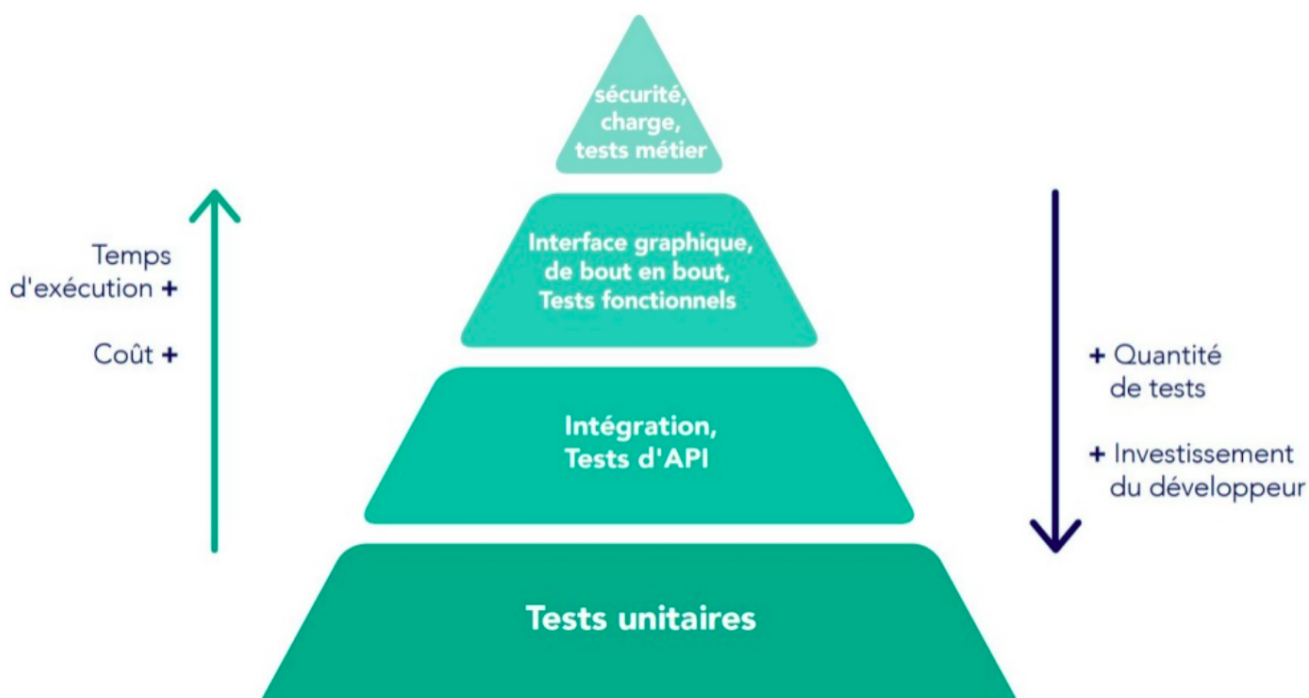 sécurité,
charge,
tests métier
Interface graphique,
de bout en bout,
Tests fonctionnels
Temps
d'exécution +
Coût +
+ Quantité
de tests
+ Investissement
du développeur
Intégration,
Tests d'API
Tests unitaires